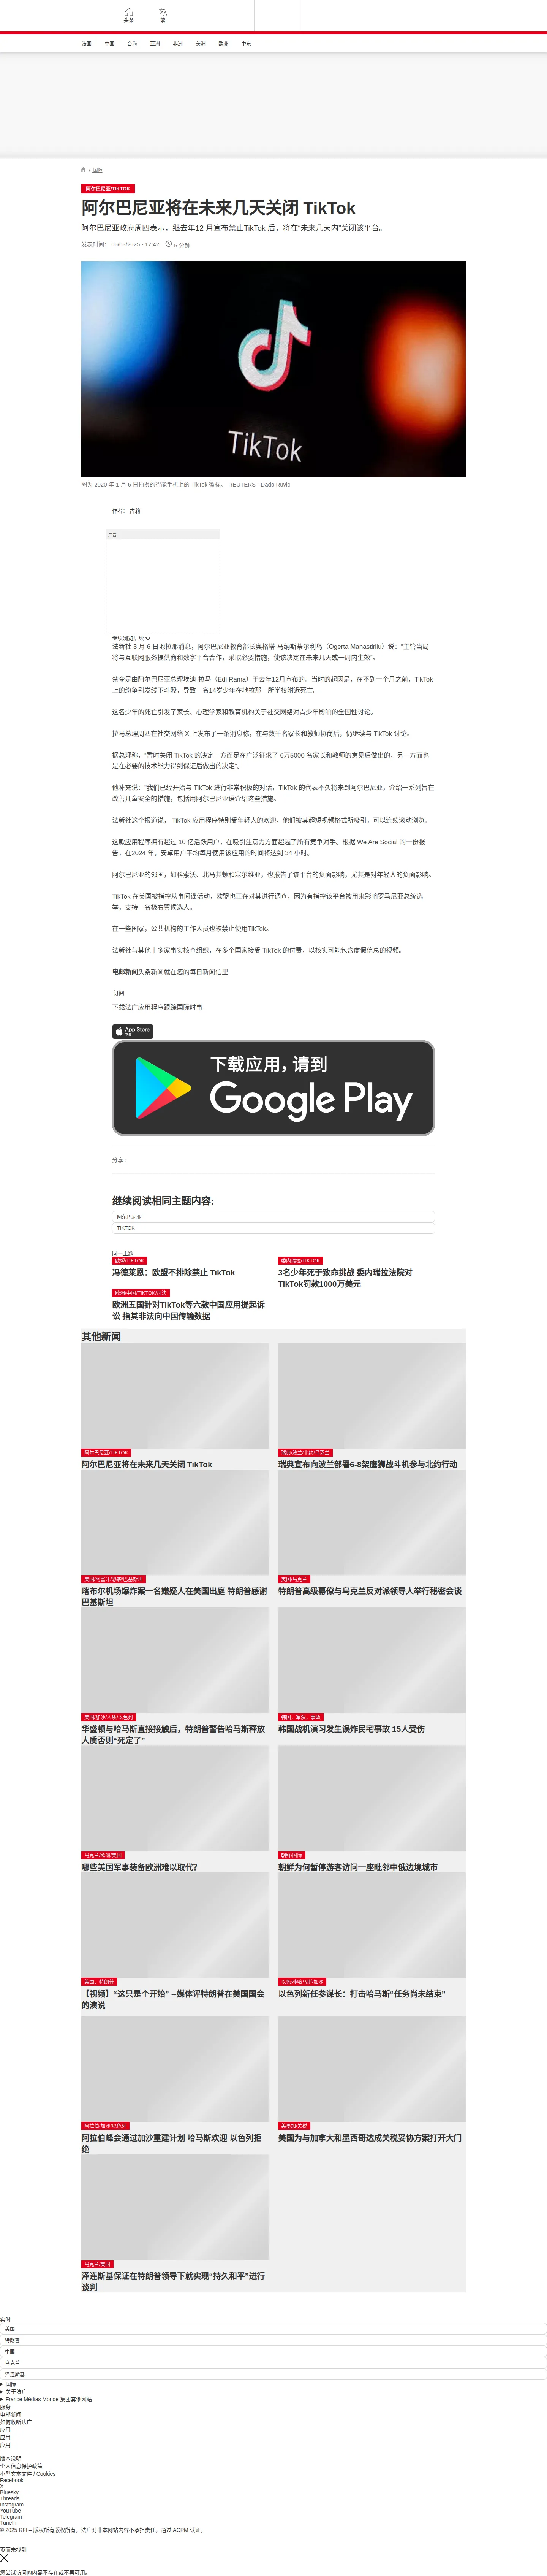 头条
繁
法国
中国
台海
亚洲
非洲
美洲
欧洲
中东
/ 国际
阿尔巴尼亚/TIKTOK
阿尔巴尼亚将在未来几天关闭 TikTok
阿尔巴尼亚政府周四表示，继去年12 月宣布禁止TikTok 后，将在“未来几天内”关闭该平台。
发表时间： 06/03/2025 - 17:42
5 分钟
TikTok
图为 2020 年 1 月 6 日拍摄的智能手机上的 TikTok 徽标。 REUTERS - Dado Ruvic
作者： 古莉
广告
继续浏览后续
法新社 3 月 6 日地拉那消息，阿尔巴尼亚教育部长奥格塔·马纳斯蒂尔利乌（Ogerta Manastirliu）说：“主管当局
将与互联网服务提供商和数字平台合作，采取必要措施，使该决定在未来几天或一周内生效”。
禁令是由阿尔巴尼亚总理埃迪·拉马（Edi Rama）于去年12月宣布的。当时的起因是，在不到一个月之前，TikTok
上的纷争引发线下斗殴，导致一名14岁少年在地拉那一所学校附近死亡。
这名少年的死亡引发了家长、心理学家和教育机构关于社交网络对青少年影响的全国性讨论。
拉马总理周四在社交网络 X 上发布了一条消息称，在与数千名家长和教师协商后，仍继续与 TikTok 讨论。
据总理称，“暂时关闭 TikTok 的决定一方面是在广泛征求了 6万5000 名家长和教师的意见后做出的，另一方面也
是在必要的技术能力得到保证后做出的决定”。
他补充说：“我们已经开始与 TikTok 进行非常积极的对话，TikTok 的代表不久将来到阿尔巴尼亚，介绍一系列旨在
改善儿童安全的措施，包括用阿尔巴尼亚语介绍这些措施。
法新社这个报道说， TikTok 应用程序特别受年轻人的欢迎，他们被其超短视频格式所吸引，可以连续滚动浏览。
这款应用程序拥有超过 10 亿活跃用户，在吸引注意力方面超越了所有竞争对手。根据 We Are Social 的一份报
告，在2024 年，安卓用户平均每月使用该应用的时间将达到 34 小时。
阿尔巴尼亚的邻国，如科索沃、北马其顿和塞尔维亚，也报告了该平台的负面影响，尤其是对年轻人的负面影响。
TikTok 在美国被指控从事间谍活动，欧盟也正在对其进行调查，因为有指控该平台被用来影响罗马尼亚总统选
举，支持一名极右翼候选人。
在一些国家，公共机构的工作人员也被禁止使用TikTok。
法新社与其他十多家事实核查组织，在多个国家接受 TikTok 的付费，以核实可能包含虚假信息的视频。
电邮新闻头条新闻就在您的每日新闻信里
订阅
下载法广应用程序跟踪国际时事
App Store
下载
下载应用，请到
Google Play
分享 :
继续阅读相同主题内容:
阿尔巴尼亚
TIKTOK
同一主题
欧盟/TIKTOK
冯德莱恩：欧盟不排除禁止 TikTok
委内瑞拉/TIKTOK
3名少年死于致命挑战 委内瑞拉法院对
TikTok罚款1000万美元
欧洲/中国/TIKTOK/司法
欧洲五国针对TikTok等六款中国应用提起诉
讼 指其非法向中国传输数据
其他新闻
阿尔巴尼亚/TIKTOK
阿尔巴尼亚将在未来几天关闭 TikTok
瑞典/波兰/北约/乌克兰
瑞典宣布向波兰部署6-8架鹰狮战斗机参与北约行动
美国/阿富汗/恐袭/巴基斯坦
喀布尔机场爆炸案一名嫌疑人在美国出庭 特朗普感谢
巴基斯坦
美国/乌克兰
特朗普高级幕僚与乌克兰反对派领导人举行秘密会谈
美国/加沙/人质/以色列
华盛顿与哈马斯直接接触后，特朗普警告哈马斯释放
人质否则“死定了”
韩国，军演，事故
韩国战机演习发生误炸民宅事故 15人受伤
乌克兰/欧洲/美国
哪些美国军事装备欧洲难以取代？
朝鲜/国际
朝鲜为何暂停游客访问一座毗邻中俄边境城市
美国，特朗普
【视频】“这只是个开始” --媒体评特朗普在美国国会
的演说
以色列/哈马斯/加沙
以色列新任参谋长：打击哈马斯“任务尚未结束”
阿拉伯/加沙/以色列
阿拉伯峰会通过加沙重建计划 哈马斯欢迎 以色列拒
绝
美墨加/关税
美国为与加拿大和墨西哥达成关税妥协方案打开大门
乌克兰/美国
泽连斯基保证在特朗普领导下就实现“持久和平”进行
谈判
实时
美国
特朗普
中国
乌克兰
泽连斯基
国际
关于法广
France Médias Monde 集团其他网站
服务
电邮新闻
如何收听法广
应用
应用
应用
版本说明
个人信息保护政策
小型文本文件 / Cookies
Facebook
X
Bluesky
Threads
Instagram
YouTube
Telegram
TuneIn
© 2025 RFI – 版权所有版权所有。法广对非本网站内容不承担责任。通过 ACPM 认证。
页面未找到
您尝试访问的内容不存在或不再可用。